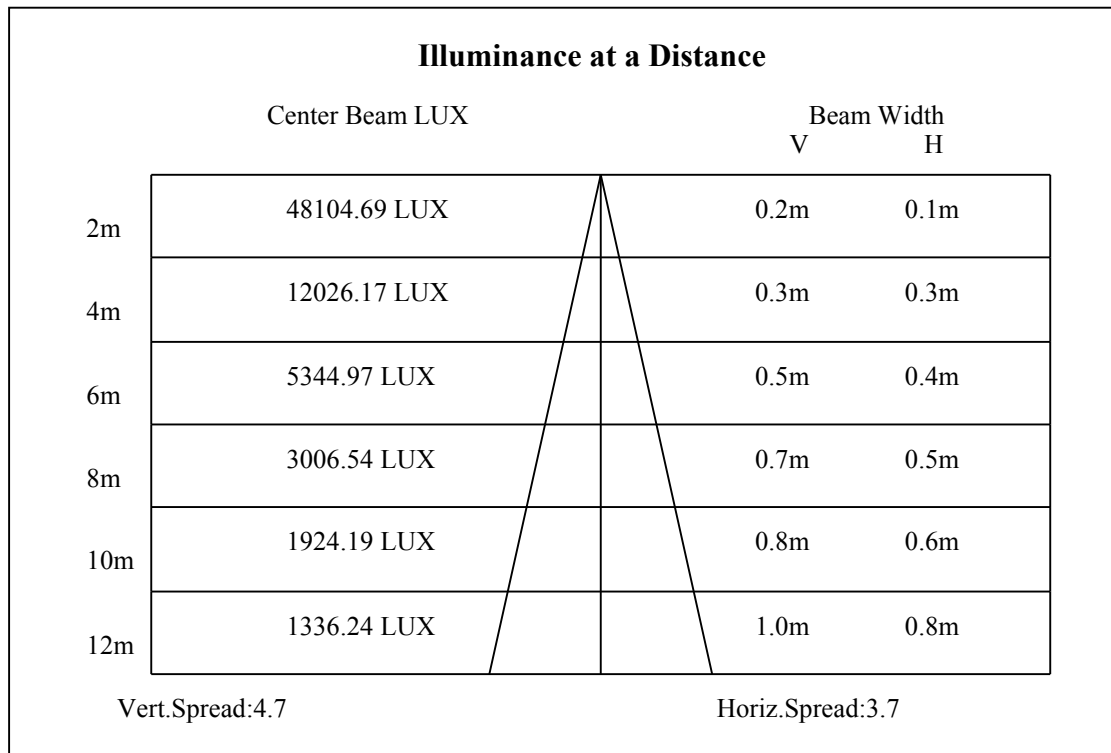 Illuminance at a Distance
Center Beam LUX Beam Width
V H
2m 48104.69 LUX 0.2m 0.1m
4m 12026.17 LUX 0.3m 0.3m
6m 5344.97 LUX 0.5m 0.4m
8m 3006.54 LUX 0.7m 0.5m
10m 1924.19 LUX 0.8m 0.6m
12m 1336.24 LUX 1.0m 0.8m
Vert.Spread:4.7 Horiz.Spread:3.7